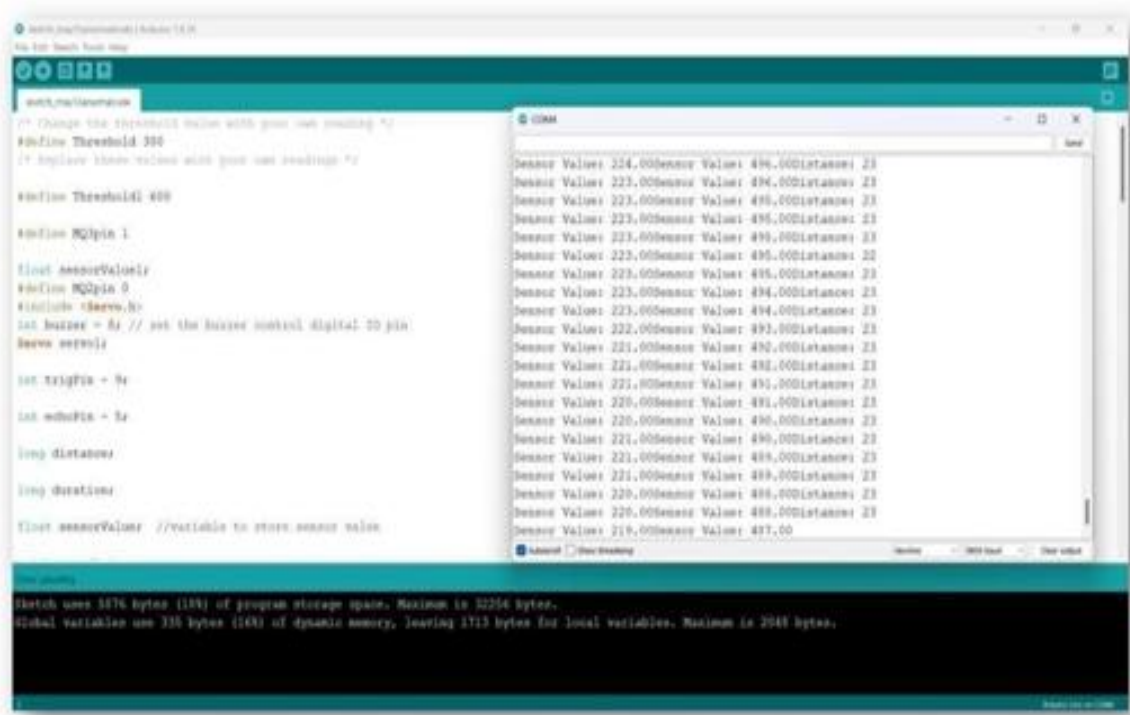 File Edit Sketch Tools Help
/* Change the threshold value with your own reading */
#define Threshold 300
/* Replace these values with your own readings */
#define Threshold1 600
#define MQ3pin 1
float sensorValue1;
#define MQ2pin 0
#include <Servo.h>
// set the buzzer control digital IO pin
Servo servo1;
int trigPin = 9;
int echoPin = 5;
long distance;
long duration;
float sensorValue; //variable to store sensor value
Send
Sensor Value: 224.00Sensor Value: 496.00Distance: 23
Sensor Value: 223.00Sensor Value: 496.00Distance: 23
Sensor Value: 223.00Sensor Value: 495.00Distance: 23
Sensor Value: 223.00Sensor Value: 495.00Distance: 23
Sensor Value: 223.00Sensor Value: 495.00Distance: 23
Sensor Value: 223.00Sensor Value: 495.00Distance: 22
Sensor Value: 223.00Sensor Value: 495.00Distance: 23
Sensor Value: 223.00Sensor Value: 494.00Distance: 23
Sensor Value: 223.00Sensor Value: 494.00Distance: 23
Sensor Value: 222.00Sensor Value: 493.00Distance: 23
Sensor Value: 221.00Sensor Value: 492.00Distance: 23
Sensor Value: 221.00Sensor Value: 492.00Distance: 23
Sensor Value: 221.00Sensor Value: 491.00Distance: 23
Sensor Value: 220.00Sensor Value: 491.00Distance: 23
Sensor Value: 220.00Sensor Value: 490.00Distance: 23
Sensor Value: 221.00Sensor Value: 490.00Distance: 23
Sensor Value: 221.00Sensor Value: 489.00Distance: 23
Sensor Value: 221.00Sensor Value: 489.00Distance: 23
Sensor Value: 220.00Sensor Value: 488.00Distance: 23
Sensor Value: 220.00Sensor Value: 488.00Distance: 23
Sensor Value: 219.00Sensor Value: 487.00
Autoscroll Show timestamp Clear output
Done uploading
Sketch uses 5876 bytes (18%) of program storage space. Maximum is 32256 bytes.
Global variables use 335 bytes (16%) of dynamic memory, leaving 1713 bytes for local variables. Maximum is 2048 bytes.